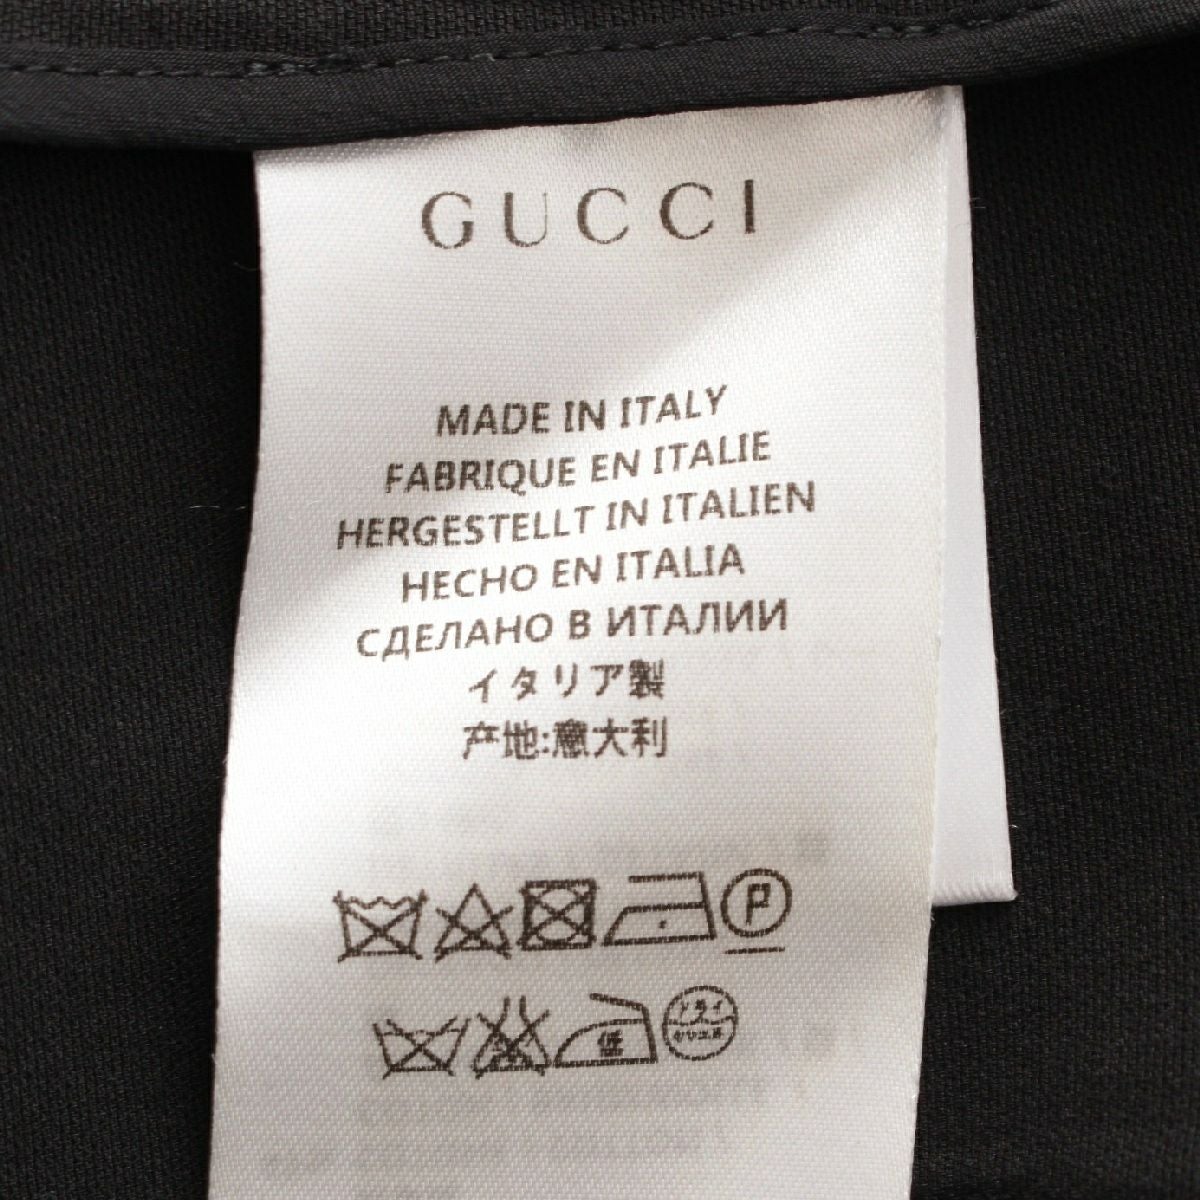 GUCCI
MADE IN ITALY
FABRIQUE EN ITALIE
HERGESTELLT IN ITALIEN
HECHO EN ITALIA
СДЕЛАНО В ИТАЛИИ
イタリア製
产地:意大利
P
低
ドライ